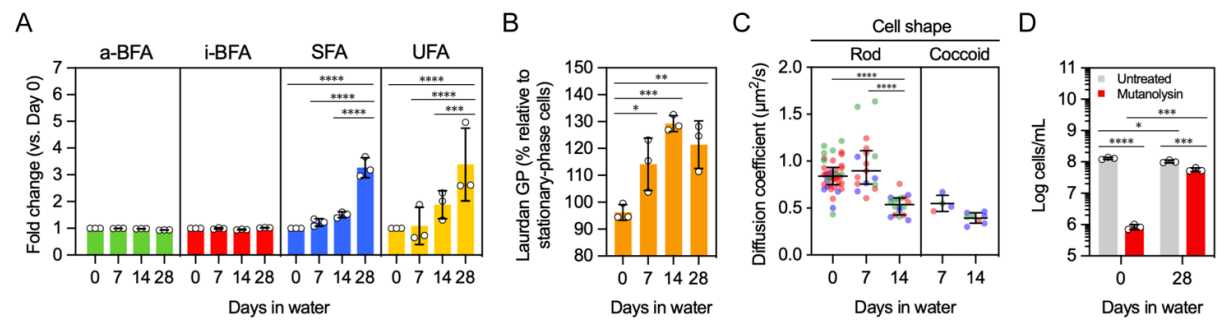 A
a-BFA
i-BFA
SFA
UFA
Fold change (vs. Day 0)
7
6
5
4
3
2
1
0
****
****
****
****
****
***
0 7 14 28 0 7 14 28 0 7 14 28 0 7 14 28
Days in water
B
Laurdan GP (% relative to
stationary-phase cells)
150
140
130
120
110
100
90
80
**
***
*
0 7 14 28
Days in water
C
Cell shape
Rod
Coccoid
Diffusion coefficient (μm²/s)
2.0
1.5
1.0
0.5
0.0
****
****
0 7 14 7 14
Days in water
D
Log cells/mL
11
10
9
8
7
6
5
Untreated
Mutanolysin
***
*
****
***
0 28
Days in water